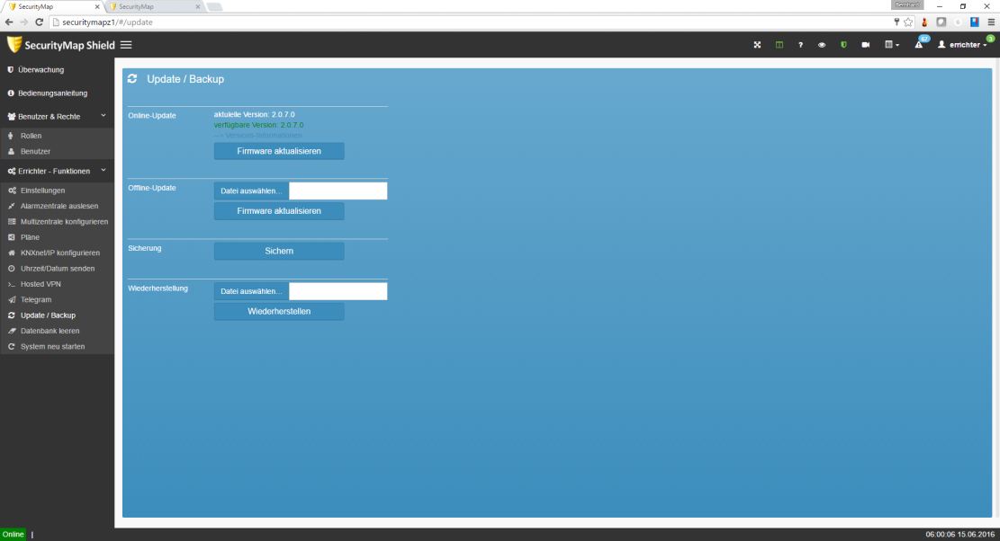 SecurityMap
SecurityMap
Bernhard
securitymapz1/#/update
SecurityMap Shield
67
errichter
3
Überwachung
Bedienungsanleitung
Benutzer & Rechte
Rollen
Benutzer
Errichter - Funktionen
Einstellungen
Alarmzentrale auslesen
Multizentrale konfigurieren
Pläne
KNXnet/IP konfigurieren
Uhrzeit/Datum senden
Hosted VPN
Telegram
Update / Backup
Datenbank leeren
System neu starten
Update / Backup
Online-Update
aktulelle Version: 2.0.7.0
verfügbare Version: 2.0.7.0
---> Versions-Informationen
Firmware aktualisieren
Offline-Update
Datei auswählen...
Firmware aktualisieren
Sicherung
Sichern
Wiederherstellung
Datei auswählen...
Wiederherstellen
Online |
06:00:06 15.06.2016